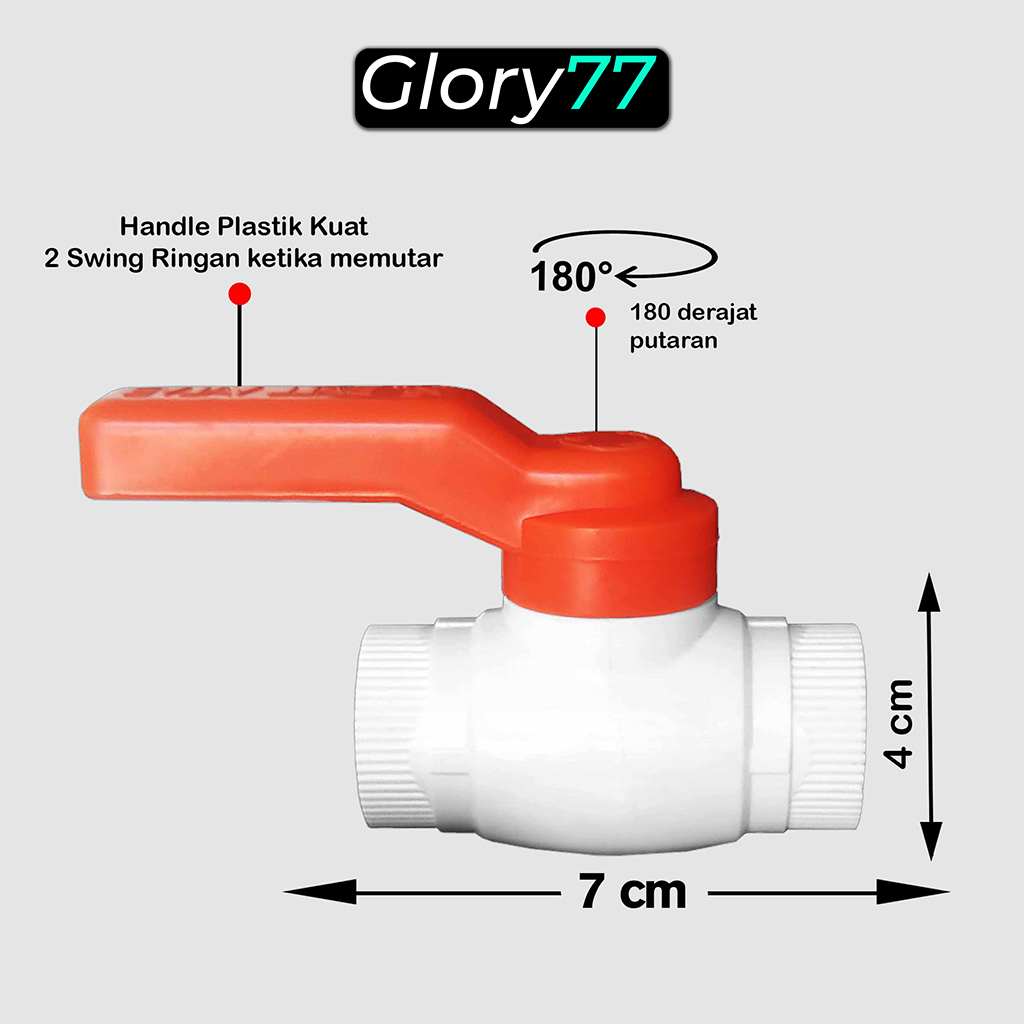 Glory77
Handle Plastik Kuat
2 Swing Ringan ketika memutar
180°
180 derajat
putaran
4 cm
7 cm